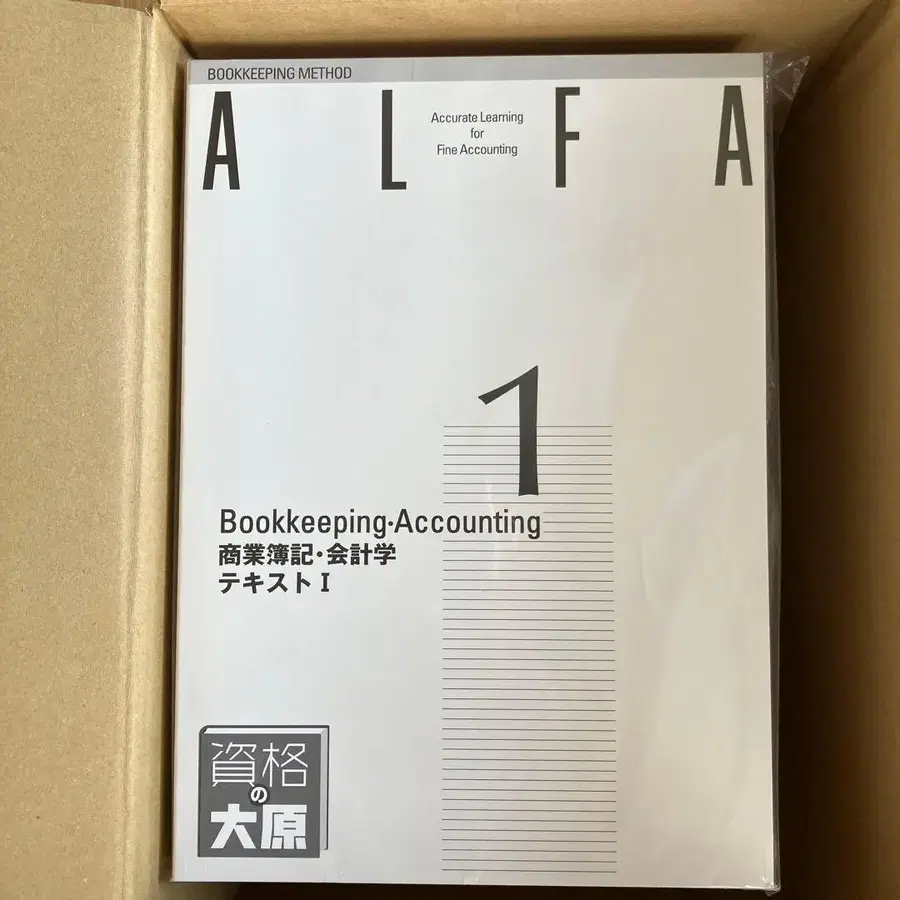 BOOKKEEPING METHOD
ALFA
Accurate Learning
for
Fine Accounting
1
Bookkeeping·Accounting
商業簿記・会計学
テキストⅠ
資格
の
大原